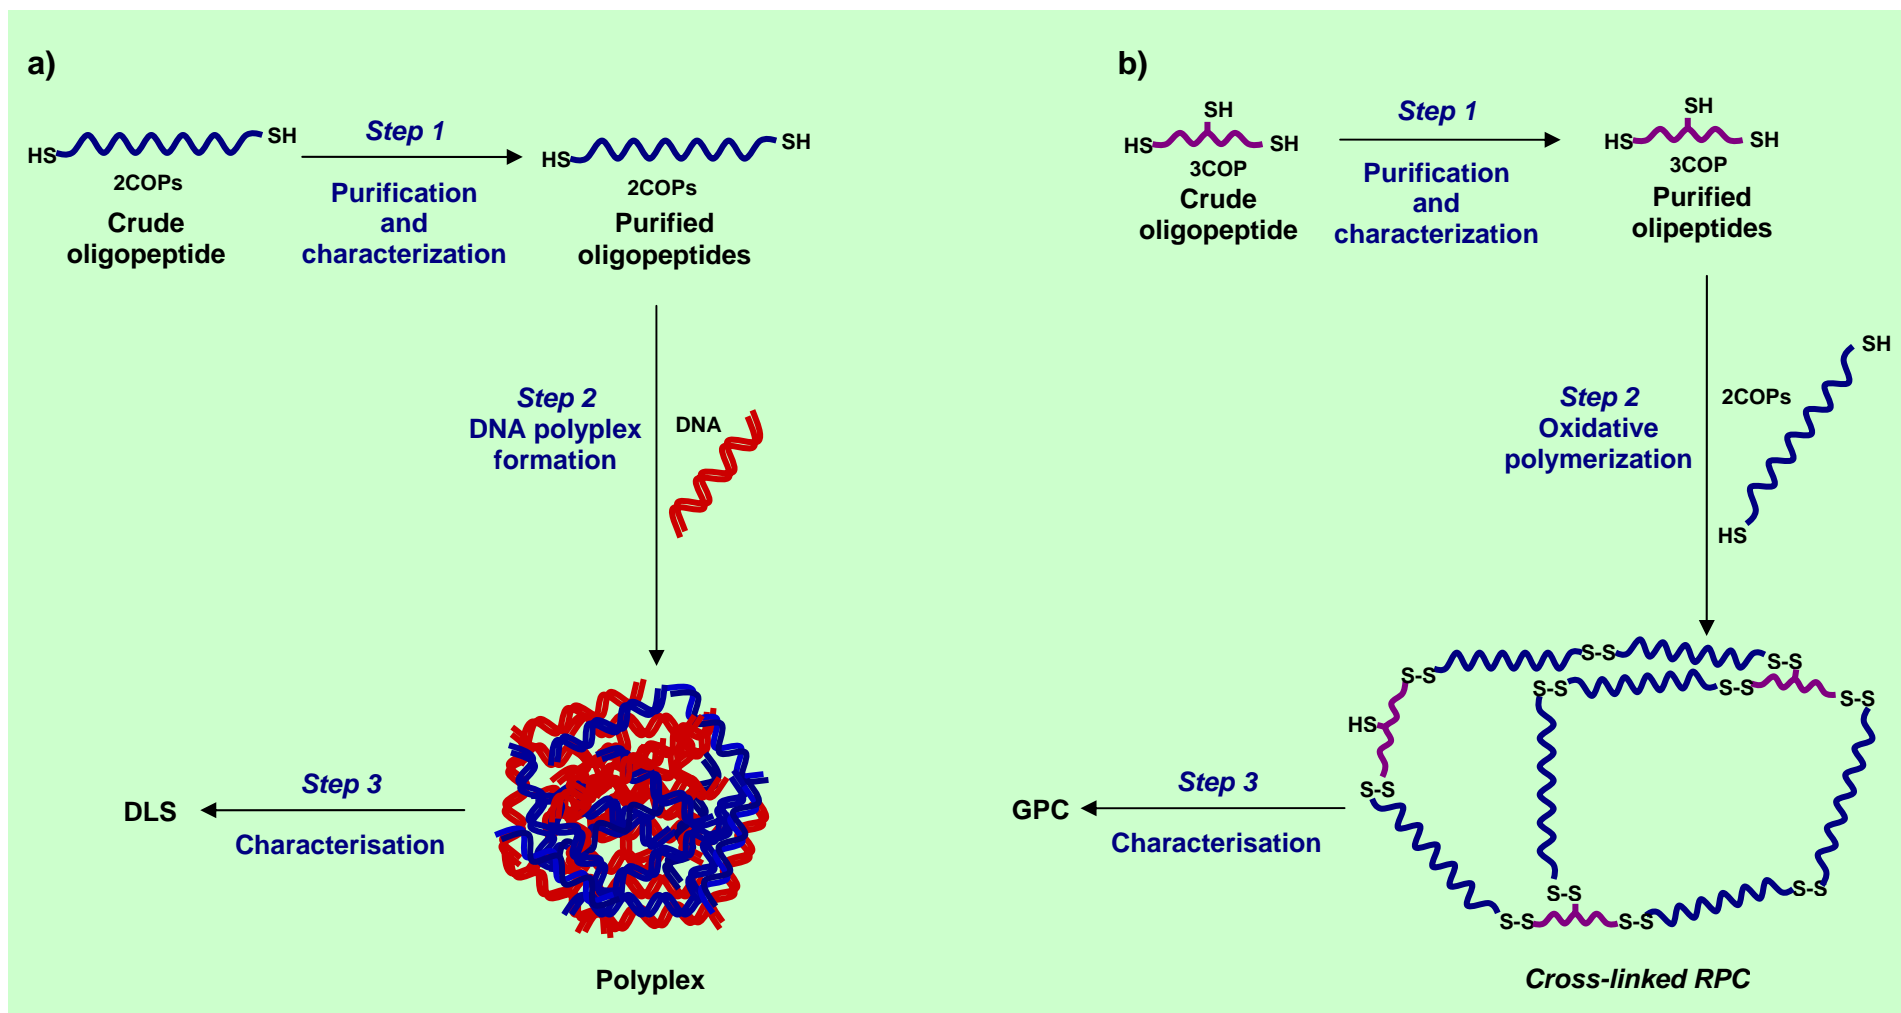 a)
HS
SH
2COPs
Crude
oligopeptide
Step 1
Purification
and
characterization
HS
SH
2COPs
Purified
oligopeptides
Step 2
DNA polyplex
formation
DNA
Polyplex
Step 3
Characterisation
DLS
b)
SH
HS
SH
3COP
Crude
oligopeptide
Step 1
Purification
and
characterization
SH
HS
SH
3COP
Purified
olipeptides
Step 2
Oxidative
polymerization
2COPs
SH
HS
S-S
S-S
S-S
S-S
S-S
S-S
HS
S-S
S-S
S-S
S-S
S-S
Step 3
Characterisation
GPC
Cross-linked RPC